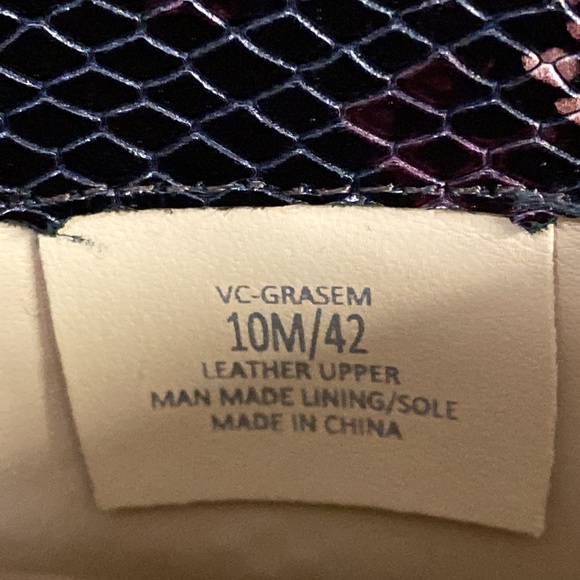 VC-GRASEM
10M/42
LEATHER UPPER
MAN MADE LINING/SOLE
MADE IN CHINA